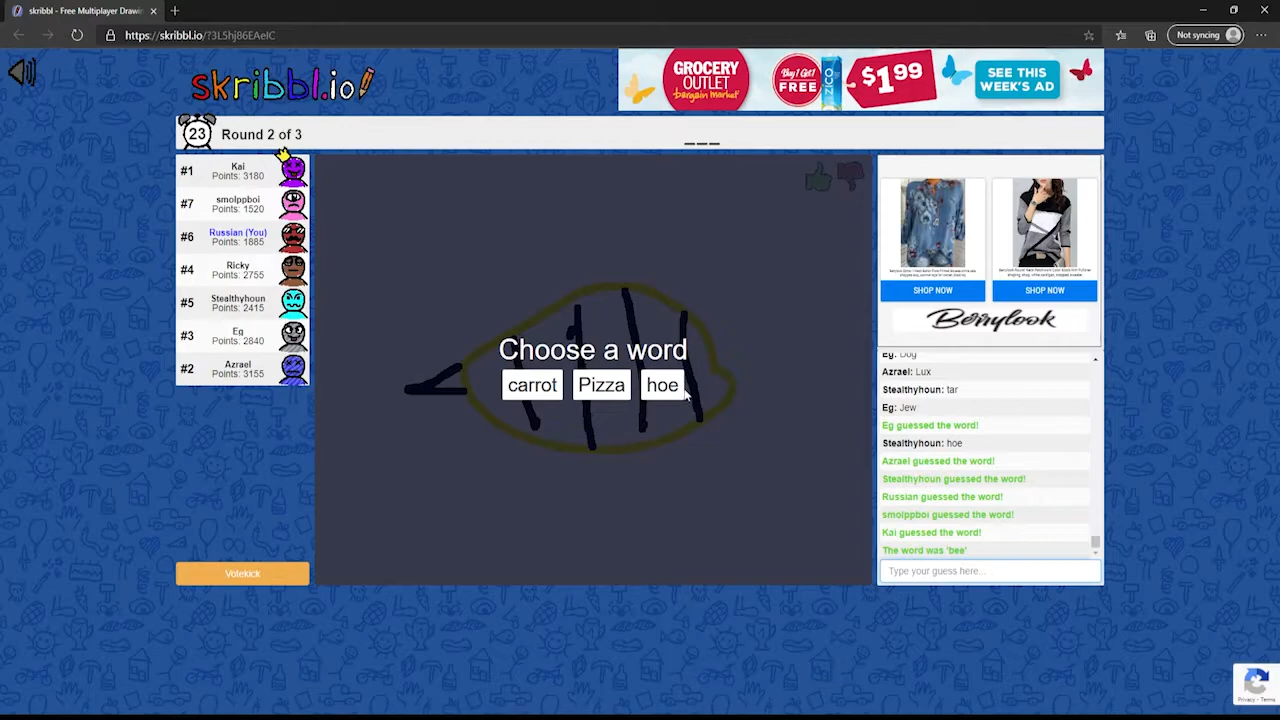 skribbl - Free Multiplayer Drawin
https://skribbl.io/?3L5hj86EAeIC
Not syncing
skribbl.io
GROCERY
OUTLET
bargain market
Buy 1 Get 1
FREE
ZICO
$1.99
SEE THIS
WEEK'S AD
23
Round 2 of 3
#1
Kai
Points: 3180
#7
smolppboi
Points: 1520
#6
Russian (You)
Points: 1885
#4
Ricky
Points: 2755
#5
Stealthyhoun
Points: 2415
#3
Eg
Points: 2840
#2
Azrael
Points: 3155
Votekick
Choose a word
carrot
Pizza
hoe
SHOP NOW
SHOP NOW
Berrylook
Eg: Dog
Azrael: Lux
Stealthyhoun: tar
Eg: Jew
Eg guessed the word!
Stealthyhoun: hoe
Azrael guessed the word!
Stealthyhoun guessed the word!
Russian guessed the word!
smolppboi guessed the word!
Kai guessed the word!
The word was 'bee'
Type your guess here...
Privacy - Terms